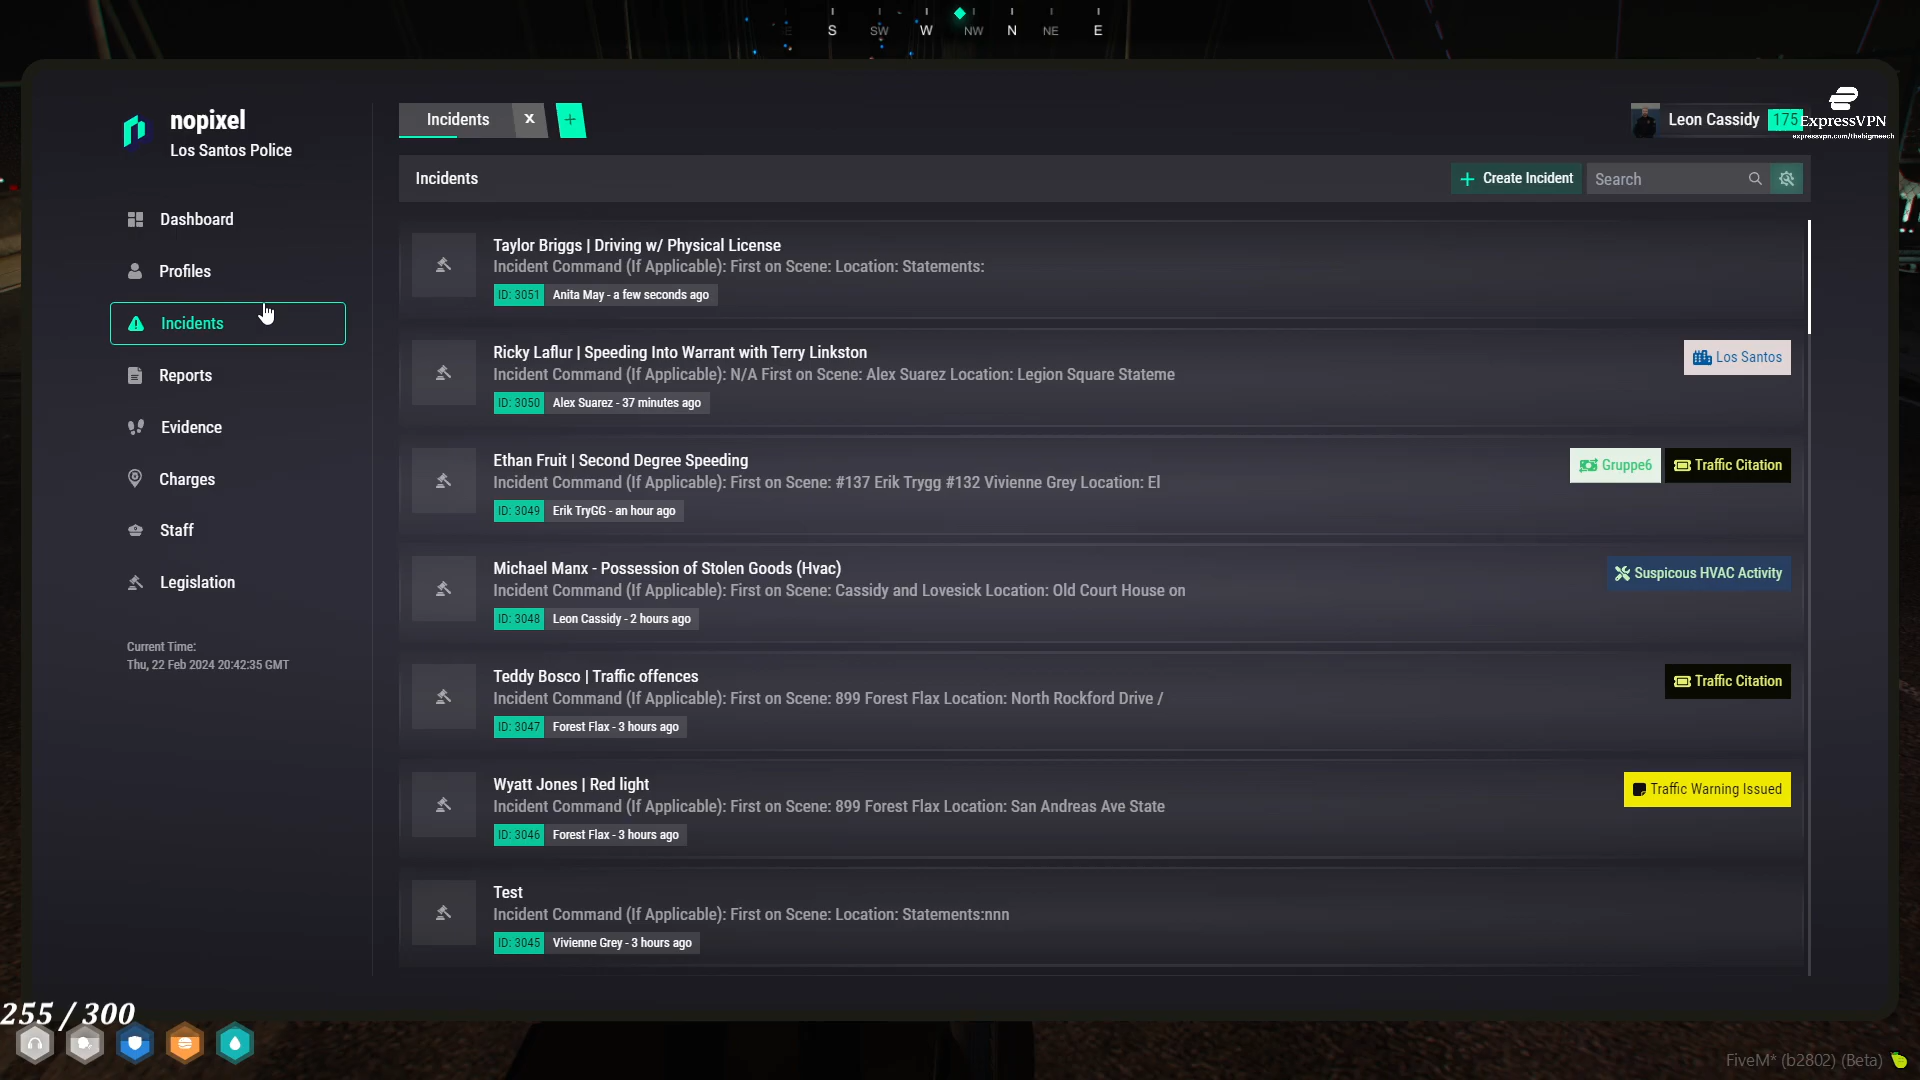 S SW W NW N NE E
nopixel
Los Santos Police
Incidents x +
Leon Cassidy 175
ExpressVPN
expressvpn.com/thebigmeech
Incidents
Create Incident
Search
Dashboard
Profiles
Incidents
Reports
Evidence
Charges
Staff
Legislation
Current Time:
Thu, 22 Feb 2024 20:42:35 GMT
Taylor Briggs | Driving w/ Physical License
Incident Command (If Applicable): First on Scene: Location: Statements:
ID: 3051 Anita May - a few seconds ago
Ricky Laflur | Speeding Into Warrant with Terry Linkston
Los Santos
Incident Command (If Applicable): N/A First on Scene: Alex Suarez Location: Legion Square Stateme
ID: 3050 Alex Suarez - 37 minutes ago
Ethan Fruit | Second Degree Speeding
Gruppe6 Traffic Citation
Incident Command (If Applicable): First on Scene: #137 Erik Trygg #132 Vivienne Grey Location: El
ID: 3049 Erik TryGG - an hour ago
Michael Manx - Possession of Stolen Goods (Hvac)
Suspicous HVAC Activity
Incident Command (If Applicable): First on Scene: Cassidy and Lovesick Location: Old Court House on
ID: 3048 Leon Cassidy - 2 hours ago
Teddy Bosco | Traffic offences
Traffic Citation
Incident Command (If Applicable): First on Scene: 899 Forest Flax Location: North Rockford Drive /
ID: 3047 Forest Flax - 3 hours ago
Wyatt Jones | Red light
Traffic Warning Issued
Incident Command (If Applicable): First on Scene: 899 Forest Flax Location: San Andreas Ave State
ID: 3046 Forest Flax - 3 hours ago
Test
Incident Command (If Applicable): First on Scene: Location: Statements:nnn
ID: 3045 Vivienne Grey - 3 hours ago
255 / 300
FiveM* (b2802) (Beta)